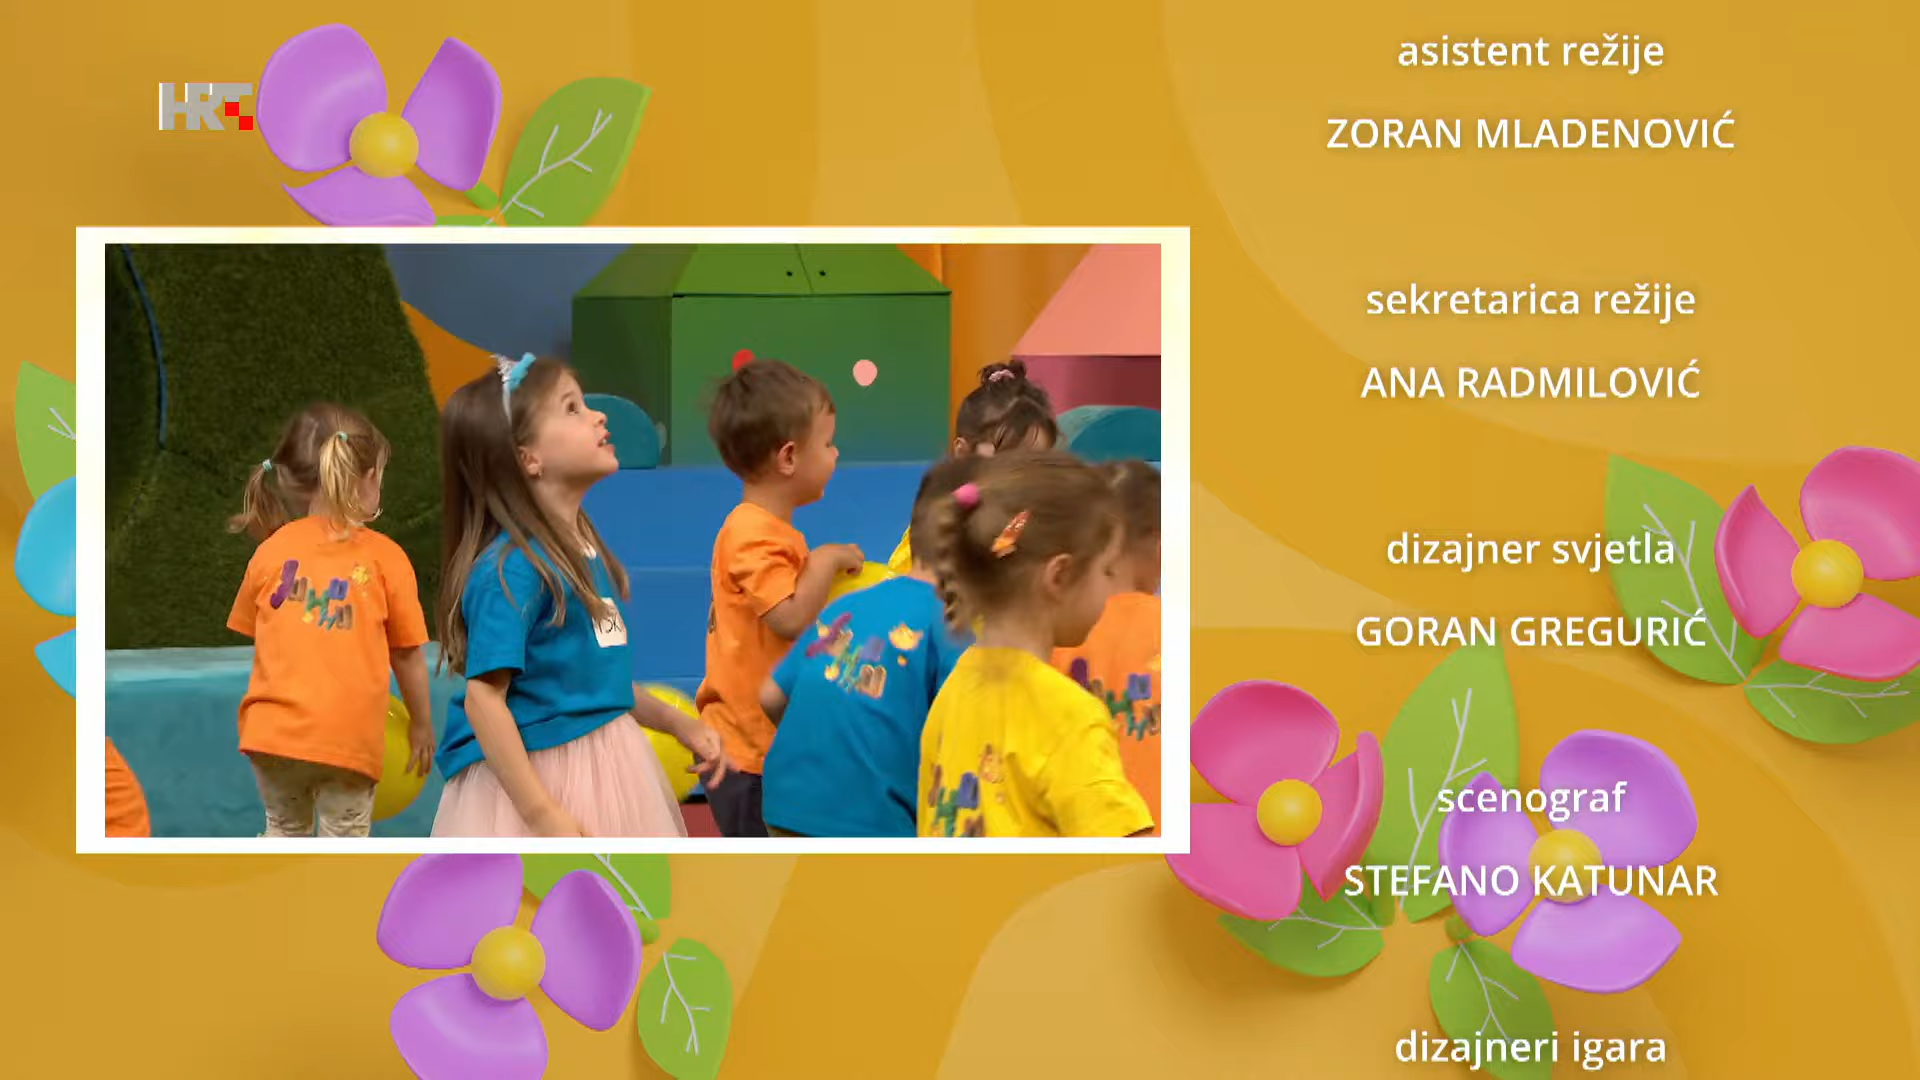 HRT
asistent režije
ZORAN MLADENOVIĆ
sekretarica režije
ANA RADMILOVIĆ
dizajner svjetla
GORAN GREGURIĆ
scenograf
STEFANO KATUNAR
dizajneri igara